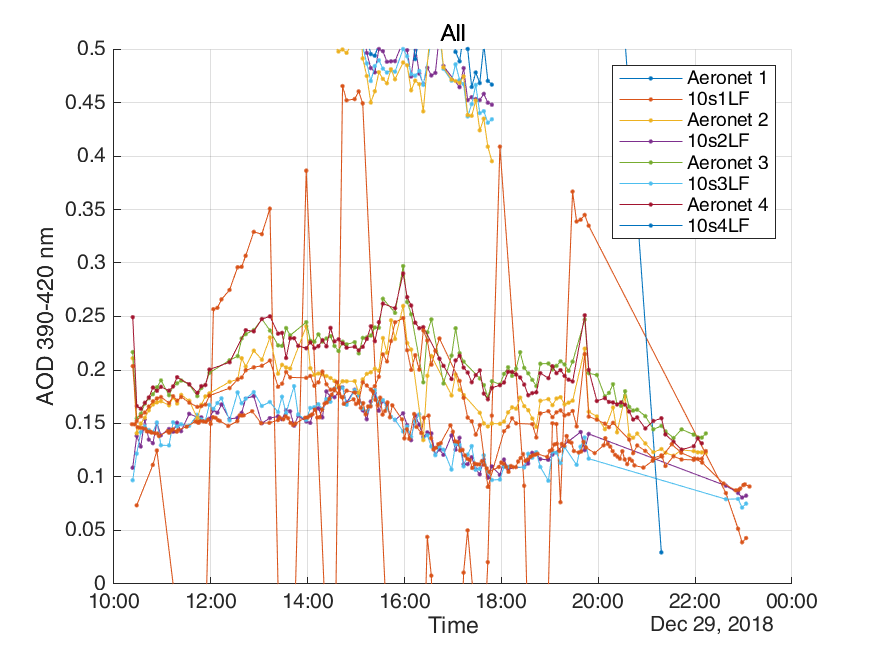 All
0.5
0.45
0.4
0.35
0.3
0.25
0.2
0.15
0.1
0.05
0
AOD 390-420 nm
Aeronet 1
10s1LF
Aeronet 2
10s2LF
Aeronet 3
10s3LF
Aeronet 4
10s4LF
10:00 12:00 14:00 16:00 18:00 20:00 22:00 00:00
Time
Dec 29, 2018